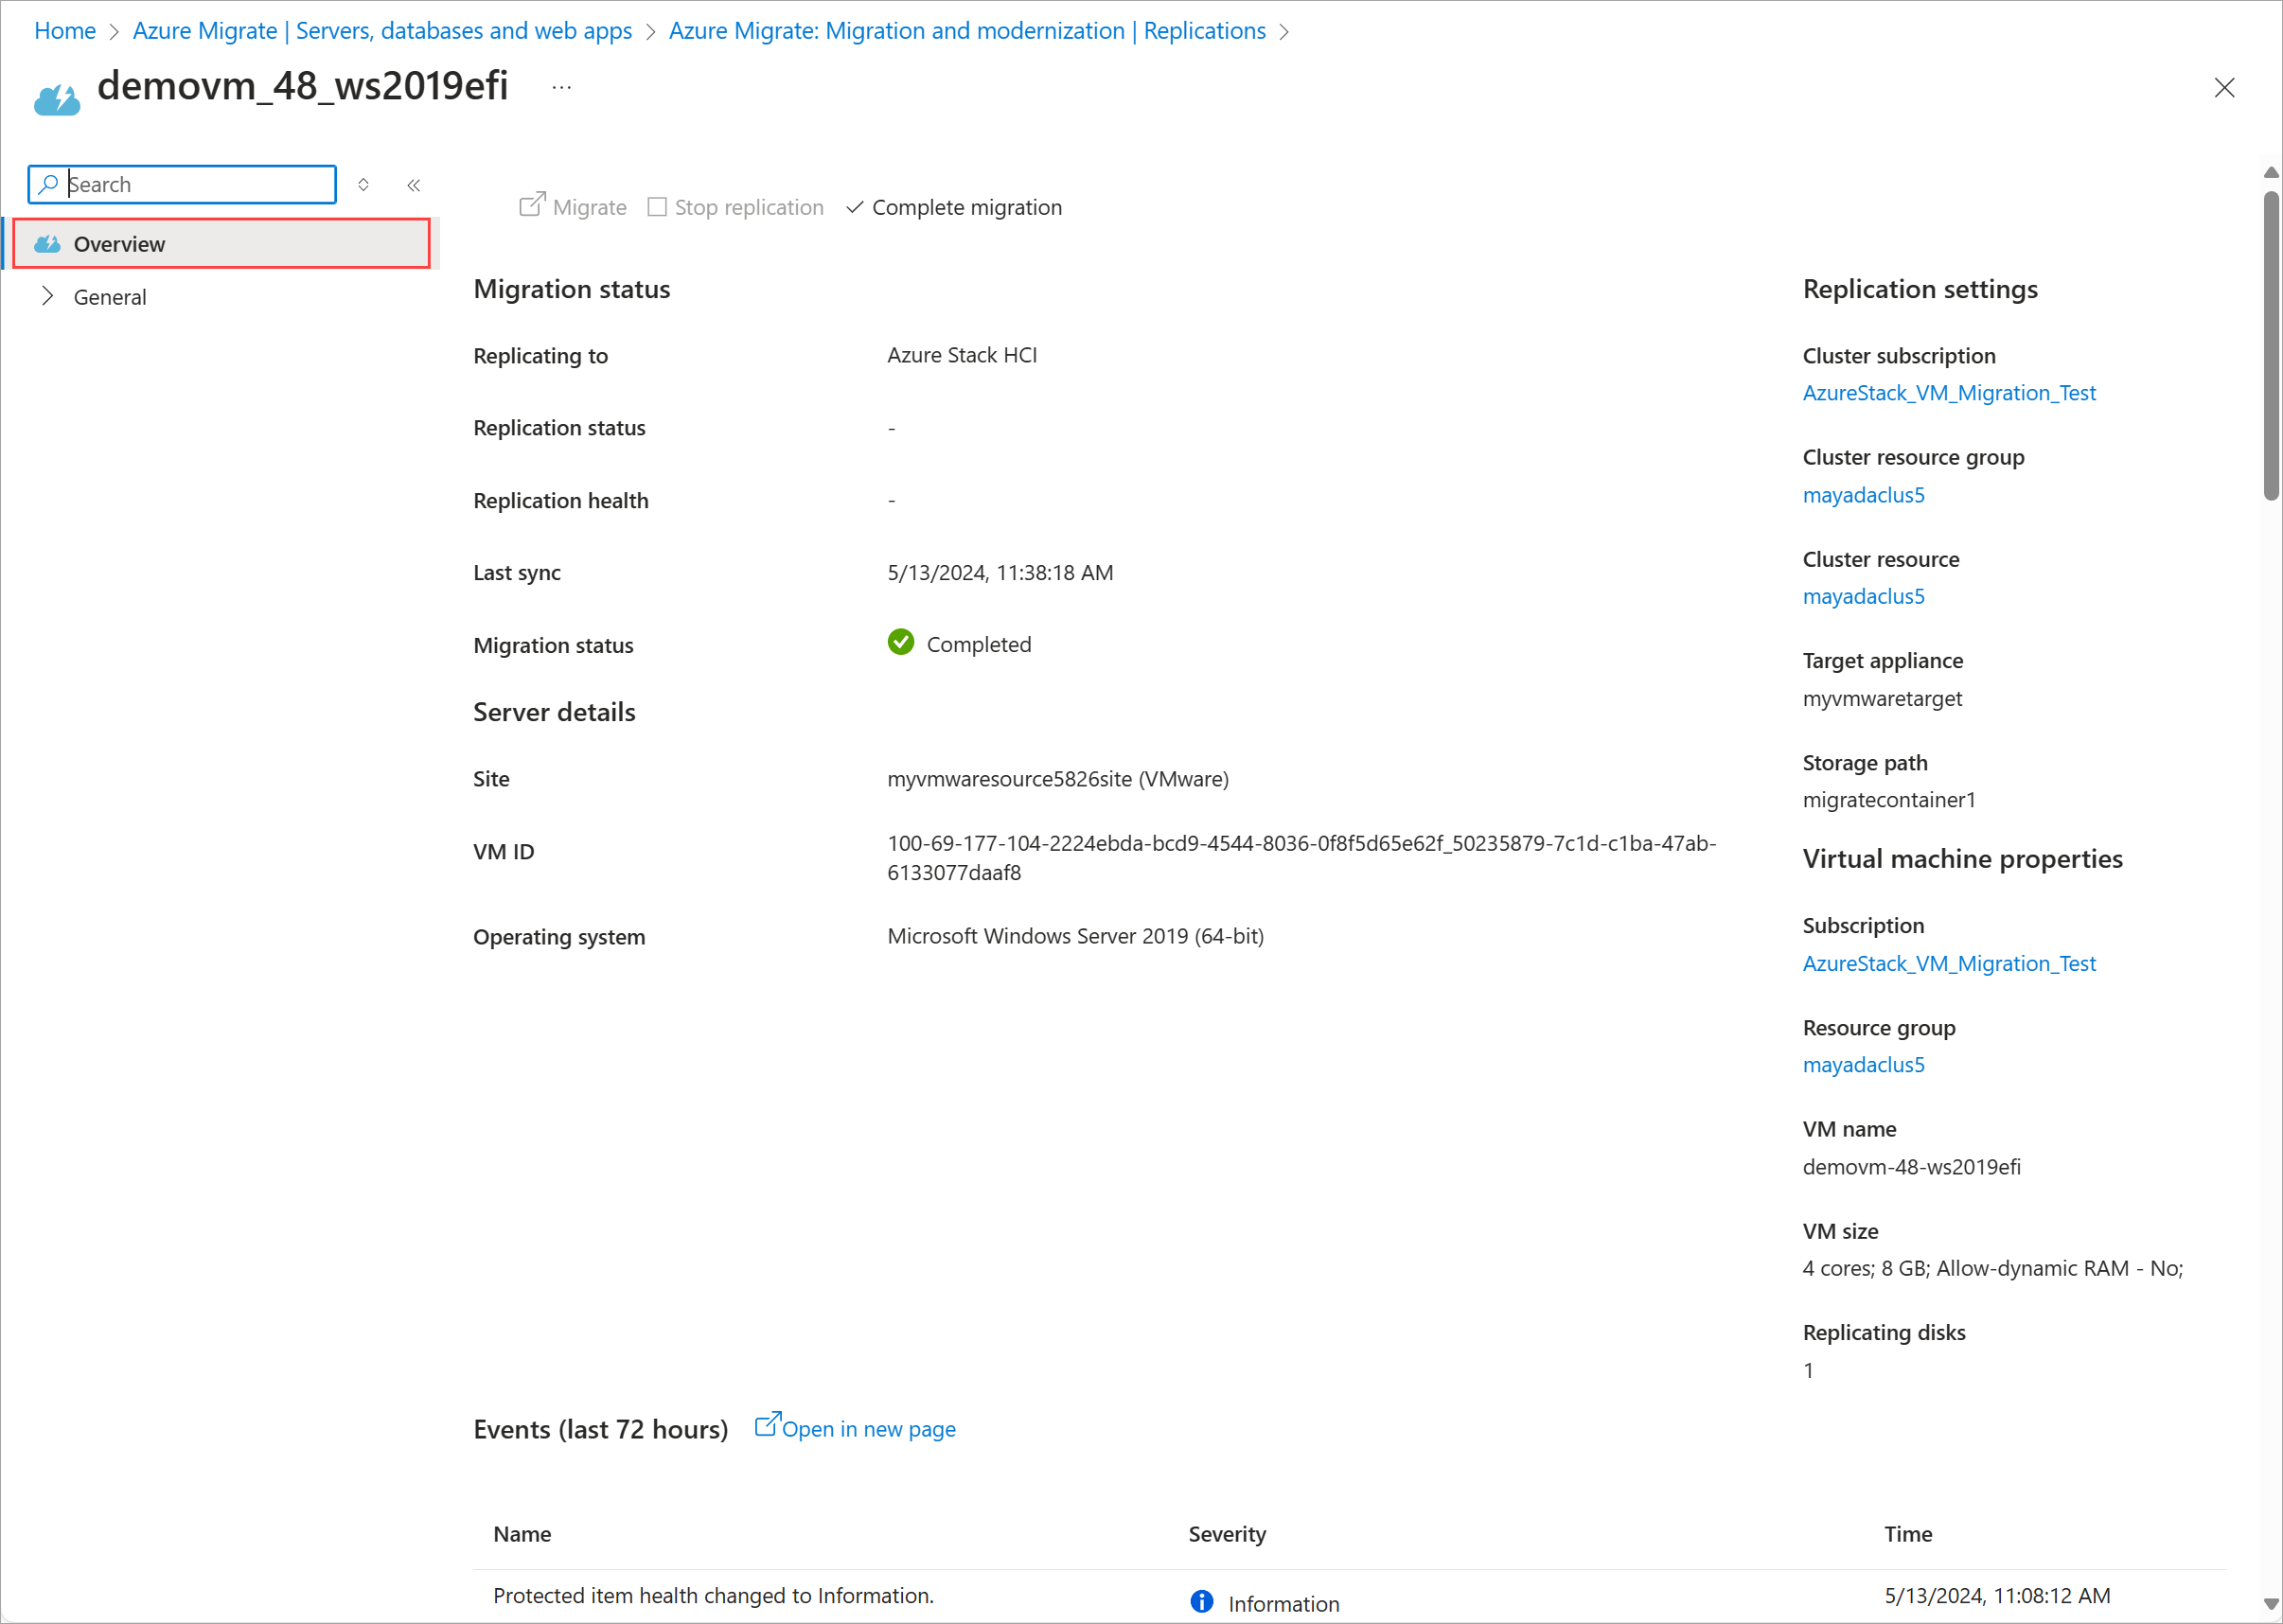 Home > Azure Migrate | Servers, databases and web apps > Azure Migrate: Migration and modernization | Replications >
demovm_48_ws2019efi ...
Search
Overview
General
Migrate Stop replication Complete migration
Migration status
Replicating to Azure Stack HCI
Replication status -
Replication health -
Last sync 5/13/2024, 11:38:18 AM
Migration status Completed
Server details
Site myvmwaresource5826site (VMware)
VM ID 100-69-177-104-2224ebda-bcd9-4544-8036-0f8f5d65e62f_50235879-7c1d-c1ba-47ab-
6133077daaf8
Operating system Microsoft Windows Server 2019 (64-bit)
Replication settings
Cluster subscription
AzureStack_VM_Migration_Test
Cluster resource group
mayadaclus5
Cluster resource
mayadaclus5
Target appliance
myvmwaretarget
Storage path
migratecontainer1
Virtual machine properties
Subscription
AzureStack_VM_Migration_Test
Resource group
mayadaclus5
VM name
demovm-48-ws2019efi
VM size
4 cores; 8 GB; Allow-dynamic RAM - No;
Replicating disks
1
Events (last 72 hours) Open in new page
Name Severity Time
Protected item health changed to Information. Information 5/13/2024, 11:08:12 AM